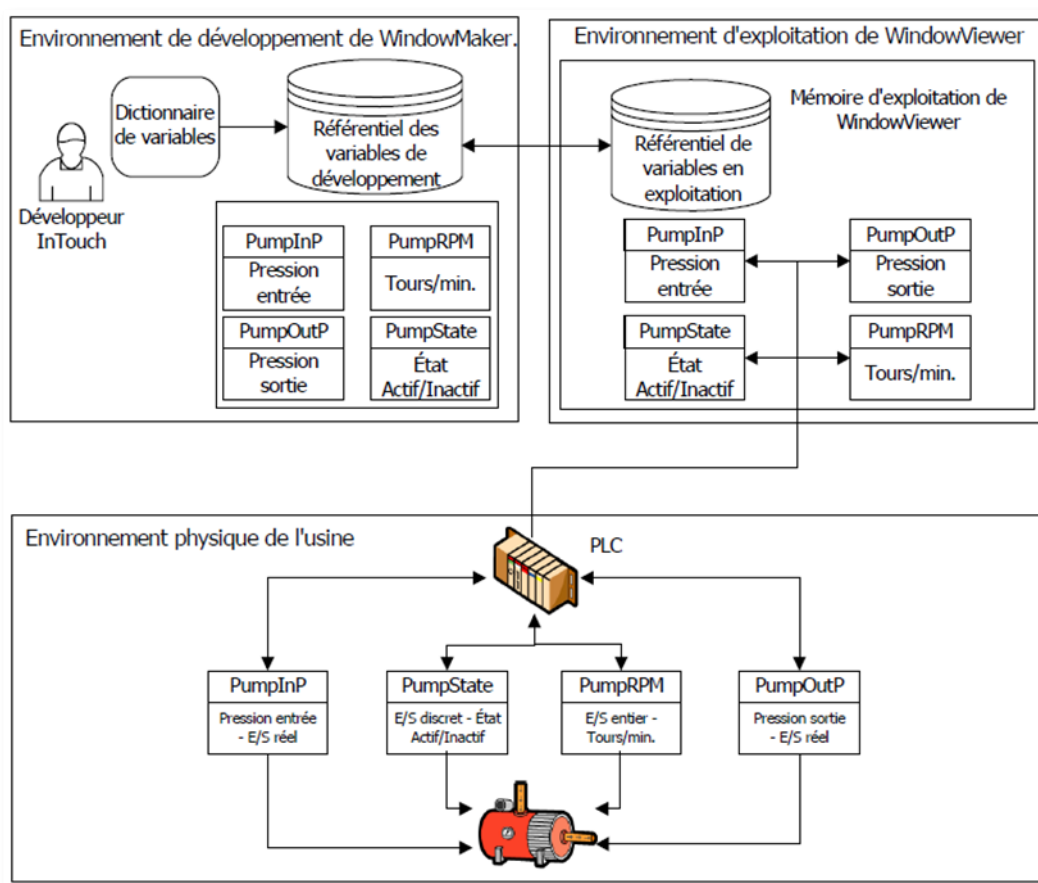 Environnement de développement de WindowMaker.
Dictionnaire
de variables
Référentiel des
variables de
développement
Développeur
InTouch
PumpInP
Pression
entrée
PumpRPM
Tours/min.
PumpOutP
Pression
sortie
PumpState
État
Actif/Inactif
Environnement d'exploitation de WindowViewer
Mémoire d'exploitation de
WindowViewer
Référentiel de
variables en
exploitation
PumpInP
Pression
entrée
PumpOutP
Pression
sortie
PumpState
État
Actif/Inactif
PumpRPM
Tours/min.
Environnement physique de l'usine
PLC
PumpInP
Pression entrée
- E/S réel
PumpState
E/S discret - État
Actif/Inactif
PumpRPM
E/S entier -
Tours/min.
PumpOutP
Pression sortie
- E/S réel